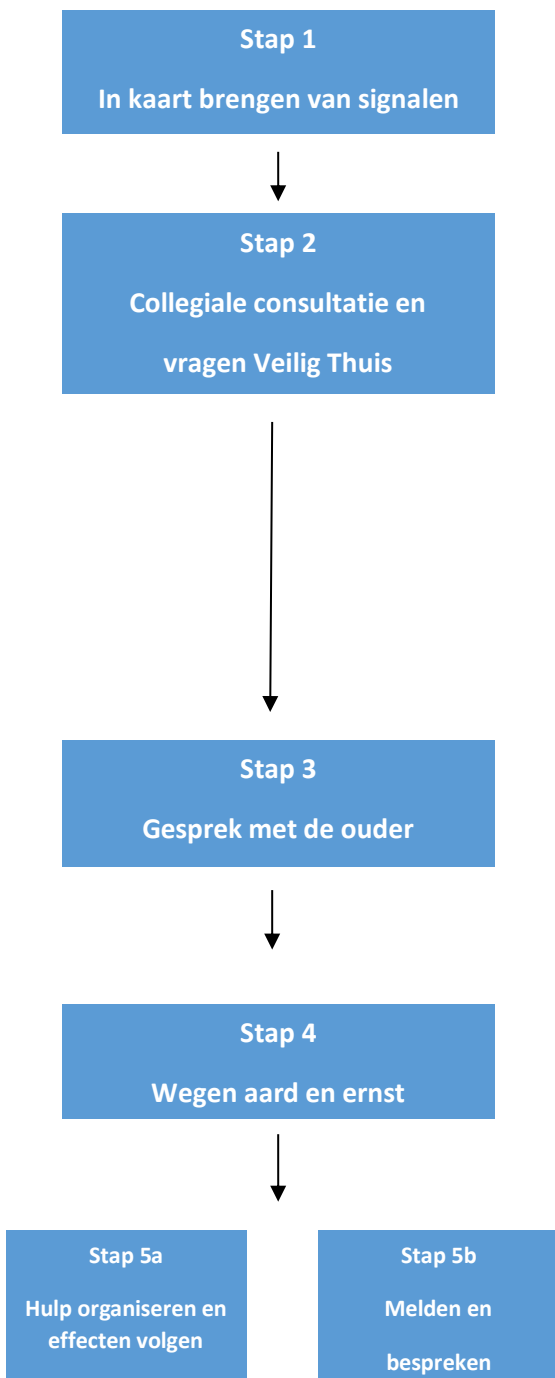 Stap 1
In kaart brengen van signalen
Stap 2
Collegiale consultatie en
vragen Veilig Thuis
Stap 3
Gesprek met de ouder
Stap 4
Wegen aard en ernst
Stap 5a
Hulp organiseren en
effecten volgen
Stap 5b
Melden en
bespreken